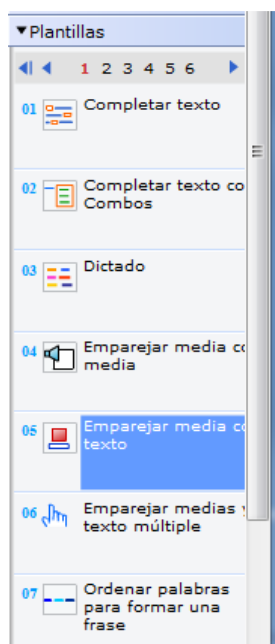 ▼Plantillas
1 2 3 4 5 6
01 Completar texto
02 Completar texto co
Combos
03 Dictado
04 Emparejar media co
media
05 Emparejar media co
texto
06 Emparejar medias y
texto múltiple
07 Ordenar palabras
para formar una
frase